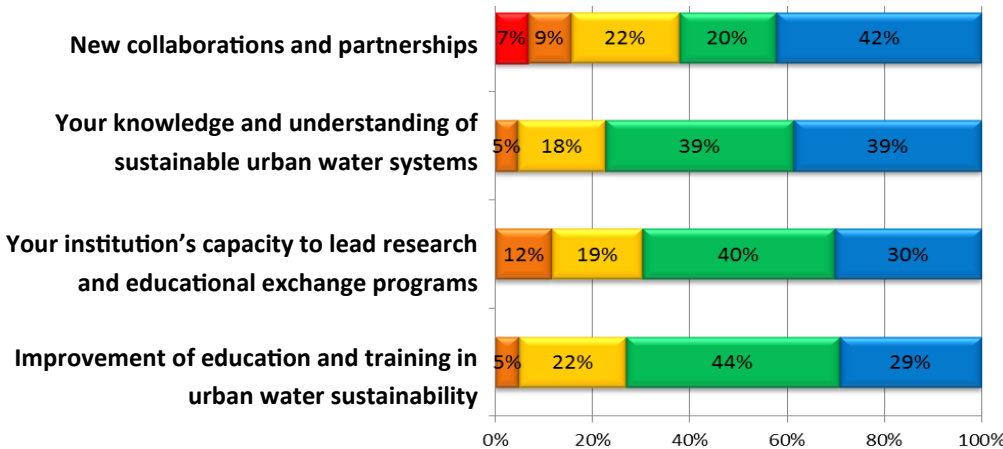 New collaborations and partnerships
7% 9% 22% 20% 42%
Your knowledge and understanding of
sustainable urban water systems
5% 18% 39% 39%
Your institution's capacity to lead research
and educational exchange programs
12% 19% 40% 30%
Improvement of education and training in
urban water sustainability
5% 22% 44% 29%
0% 20% 40% 60% 80% 100%